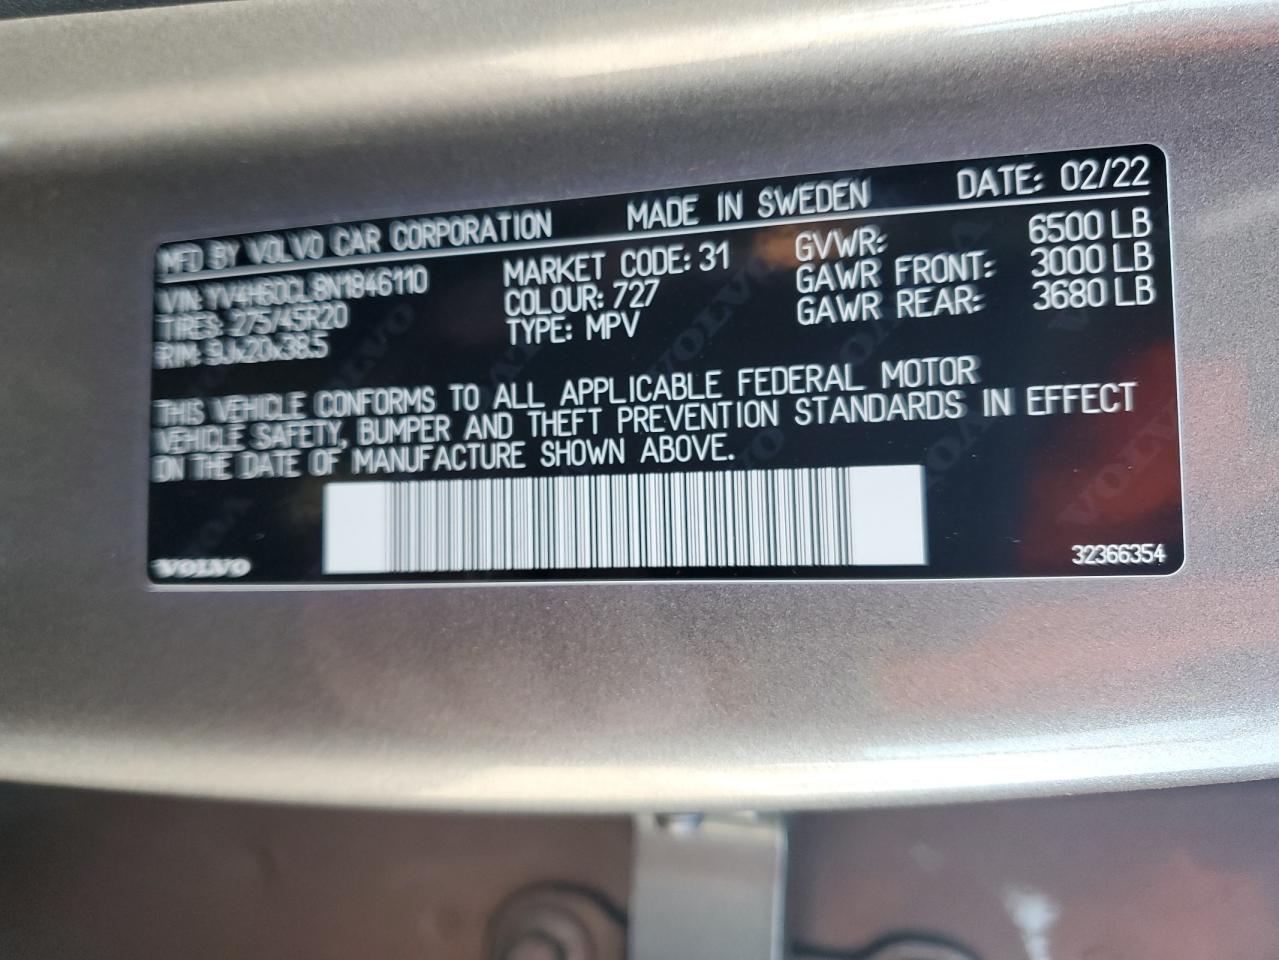 MFD BY VOLVO CAR CORPORATION MADE IN SWEDEN DATE: 02/22
VIN: YV4H60CL8N1846110 MARKET CODE: 31 GVWR: 6500 LB
TIRES: 275/45R20 COLOUR: 727 GAWR FRONT: 3000 LB
RIM: 9Jx20x38.5 TYPE: MPV GAWR REAR: 3680 LB
THIS VEHICLE CONFORMS TO ALL APPLICABLE FEDERAL MOTOR
VEHICLE SAFETY, BUMPER AND THEFT PREVENTION STANDARDS IN EFFECT
ON THE DATE OF MANUFACTURE SHOWN ABOVE.
VOLVO 32366354